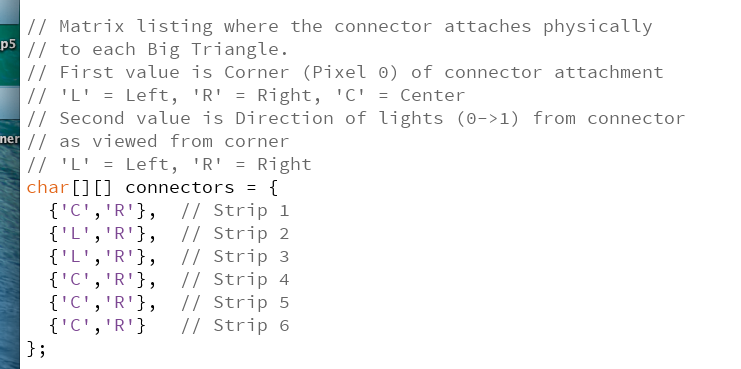 // Matrix listing where the connector attaches physically
// to each Big Triangle.
// First value is Corner (Pixel 0) of connector attachment
// 'L' = Left, 'R' = Right, 'C' = Center
// Second value is Direction of lights (0->1) from connector
// as viewed from corner
// 'L' = Left, 'R' = Right
char[][] connectors = {
  {'C','R'},  // Strip 1
  {'L','R'},  // Strip 2
  {'L','R'},  // Strip 3
  {'C','R'},  // Strip 4
  {'C','R'},  // Strip 5
  {'C','R'}   // Strip 6
};
p5
ner